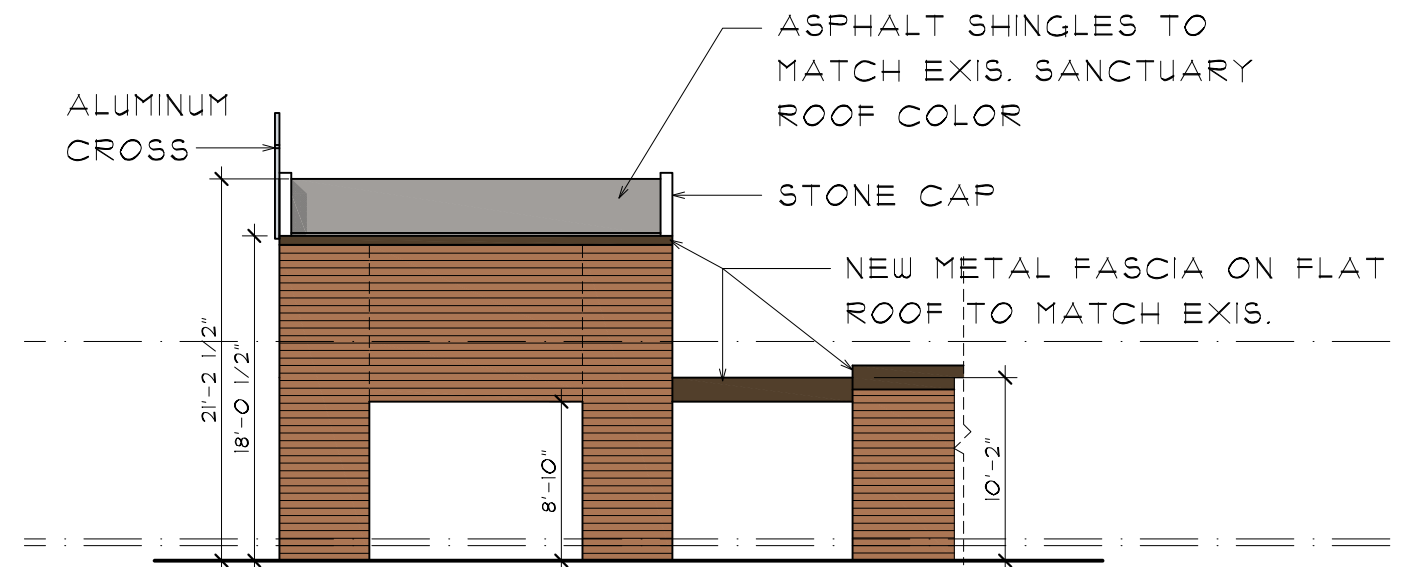 ASPHALT SHINGLES TO
MATCH EXIS. SANCTUARY
ROOF COLOR
ALUMINUM
CROSS
STONE CAP
NEW METAL FASCIA ON FLAT
ROOF TO MATCH EXIS.
21'-2 1/2"
18'-0 1/2"
8'-10"
10'-2"